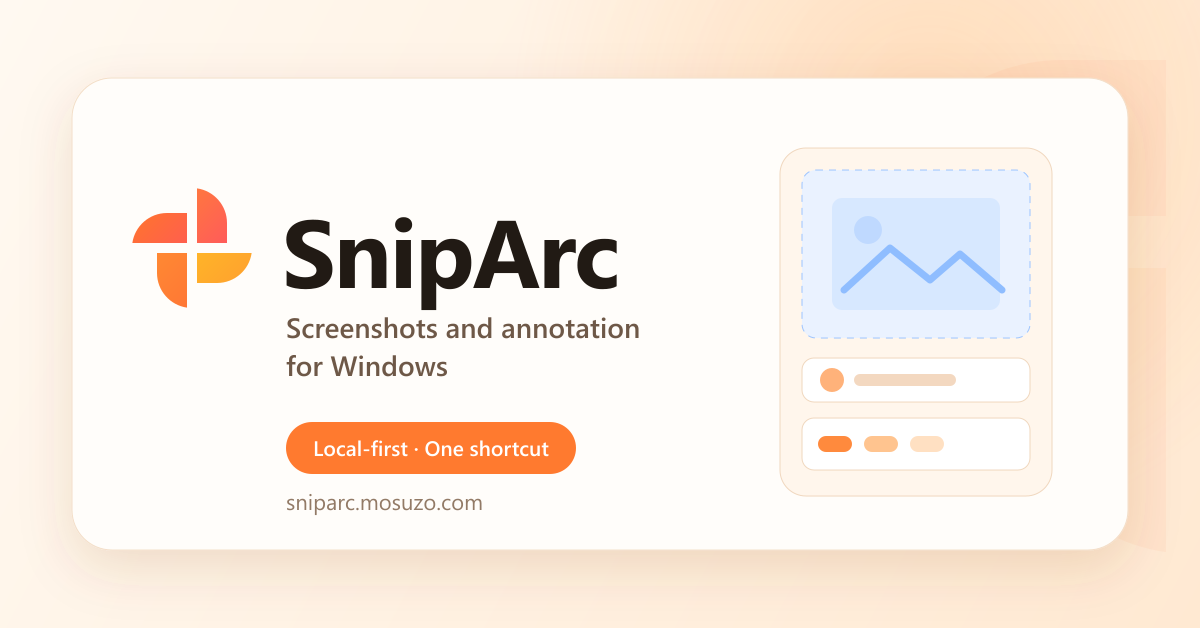 SnipArc
Screenshots and annotation
for Windows
Local-first · One shortcut
sniparc.mosuzo.com